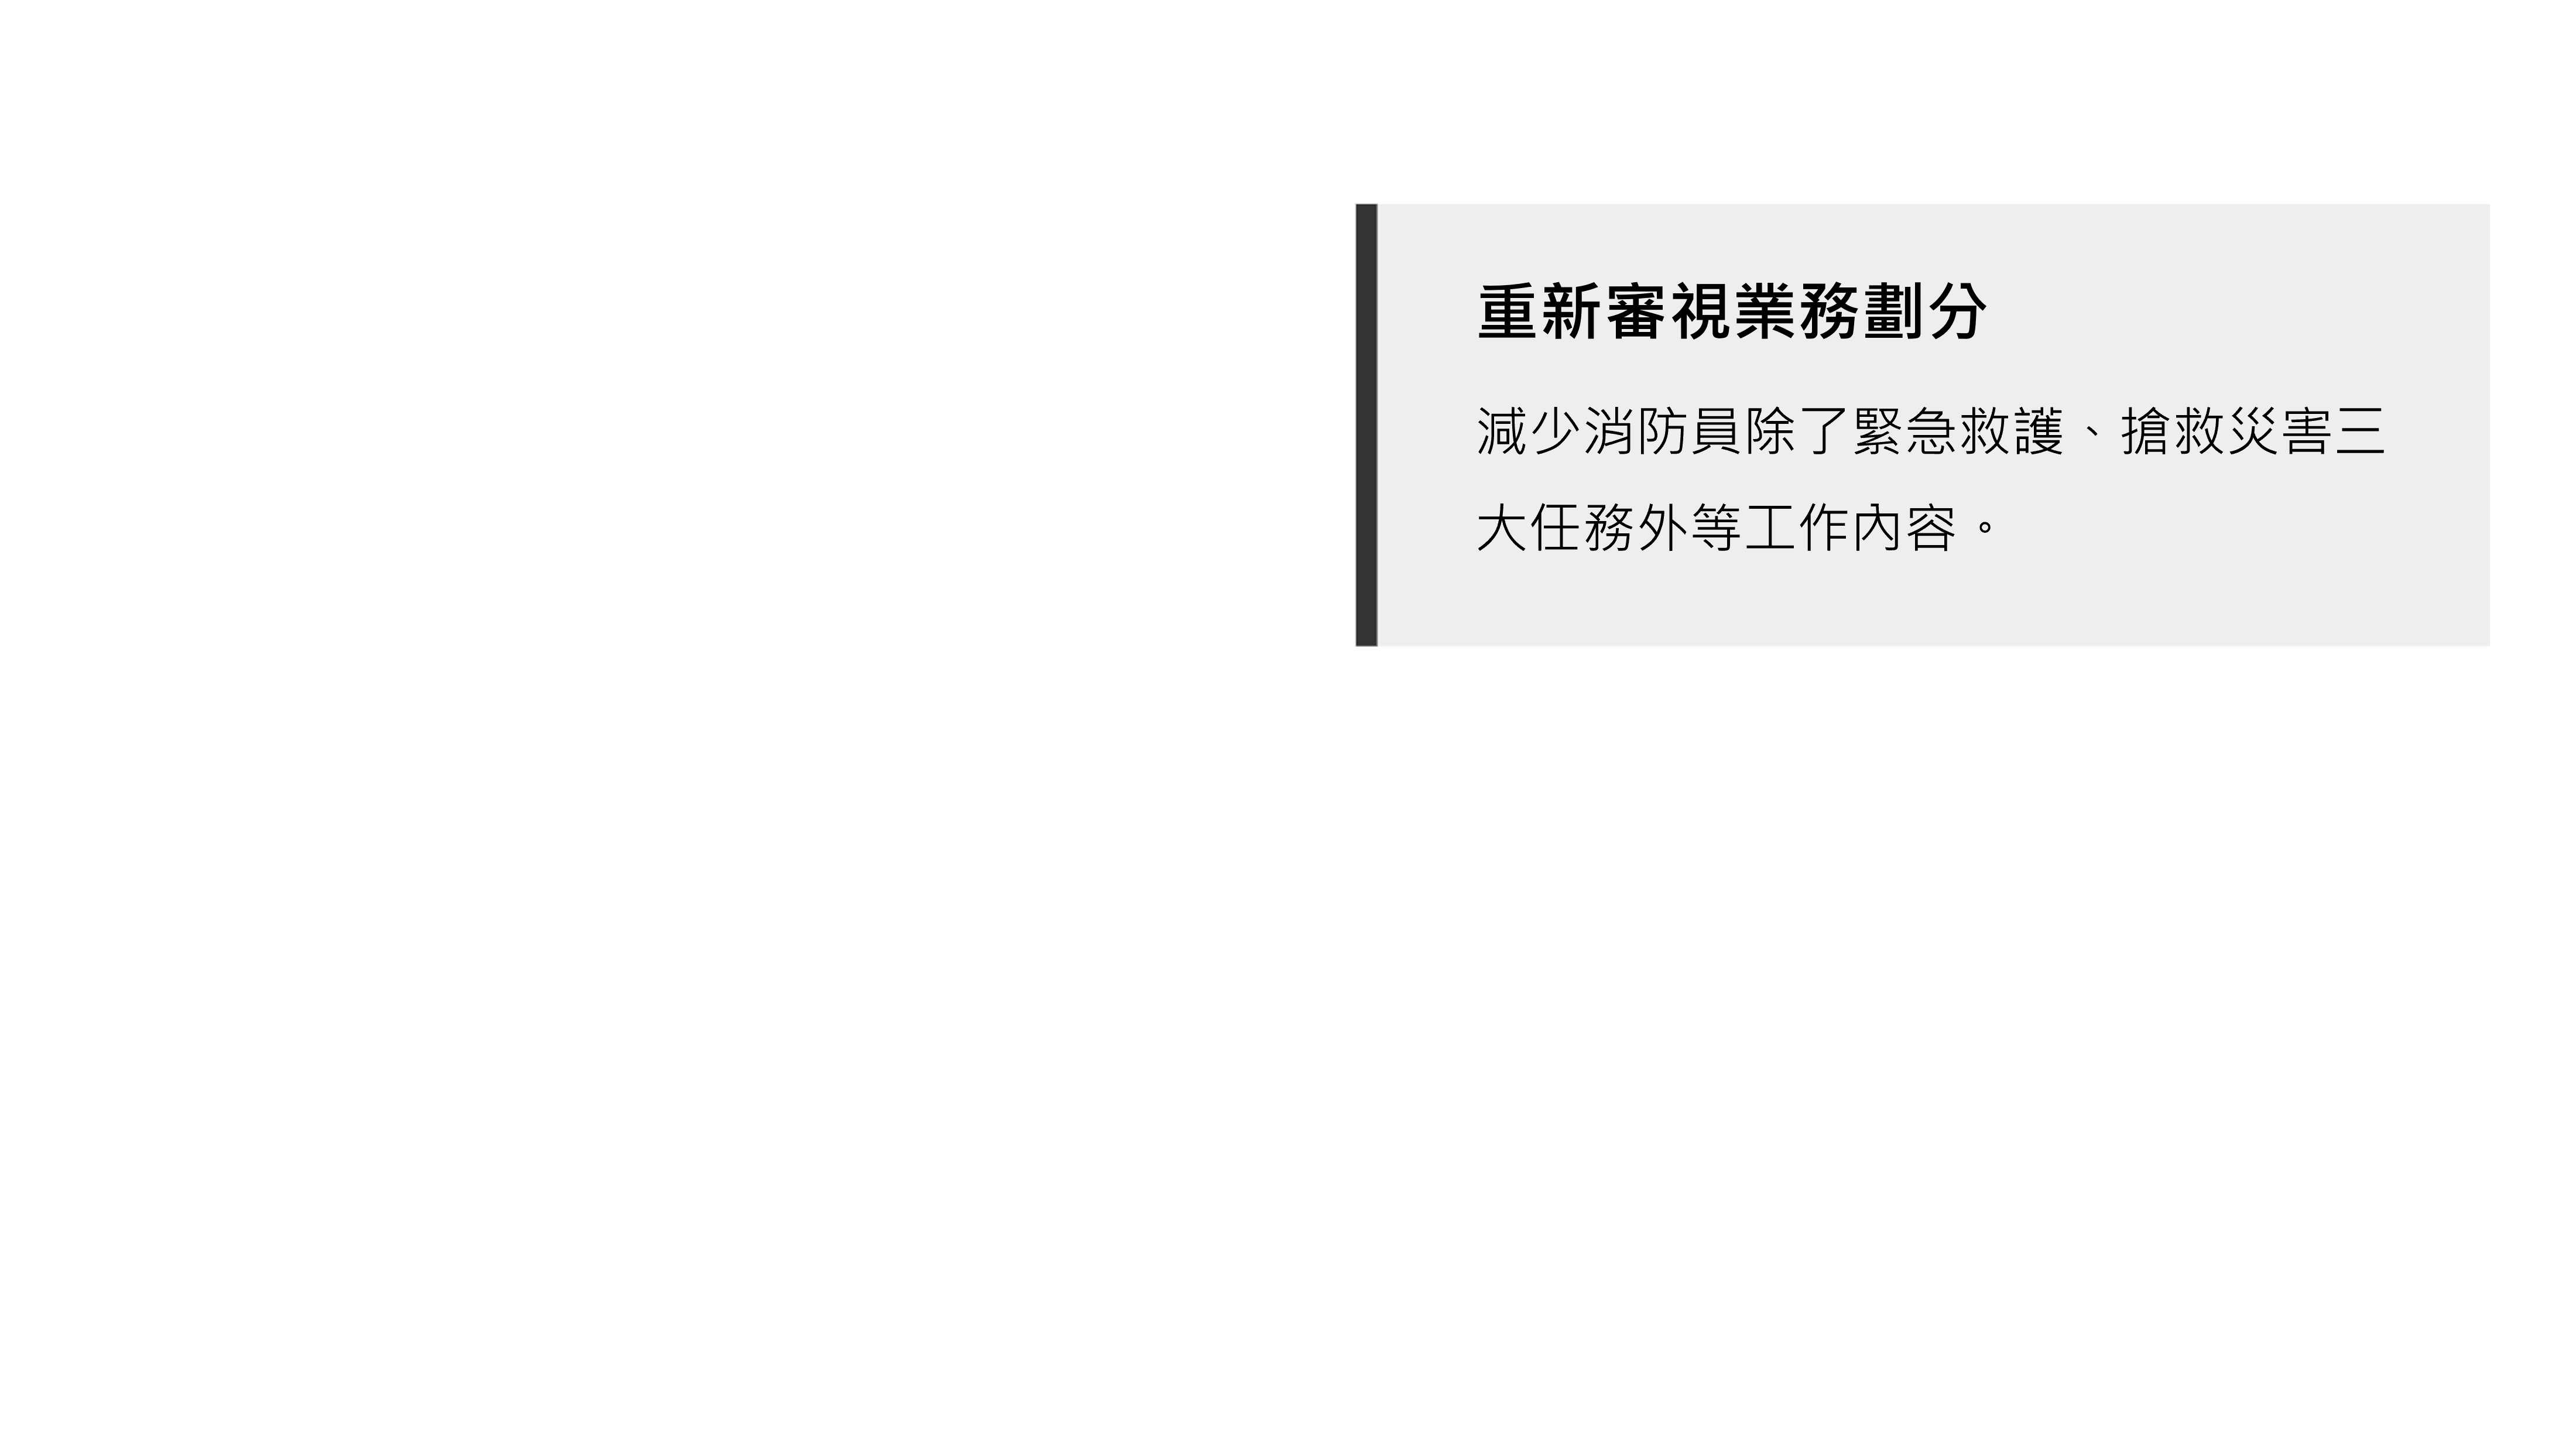 重新審視業務劃分
減少消防員除了緊急救護、搶救災害三
大任務外等工作內容。